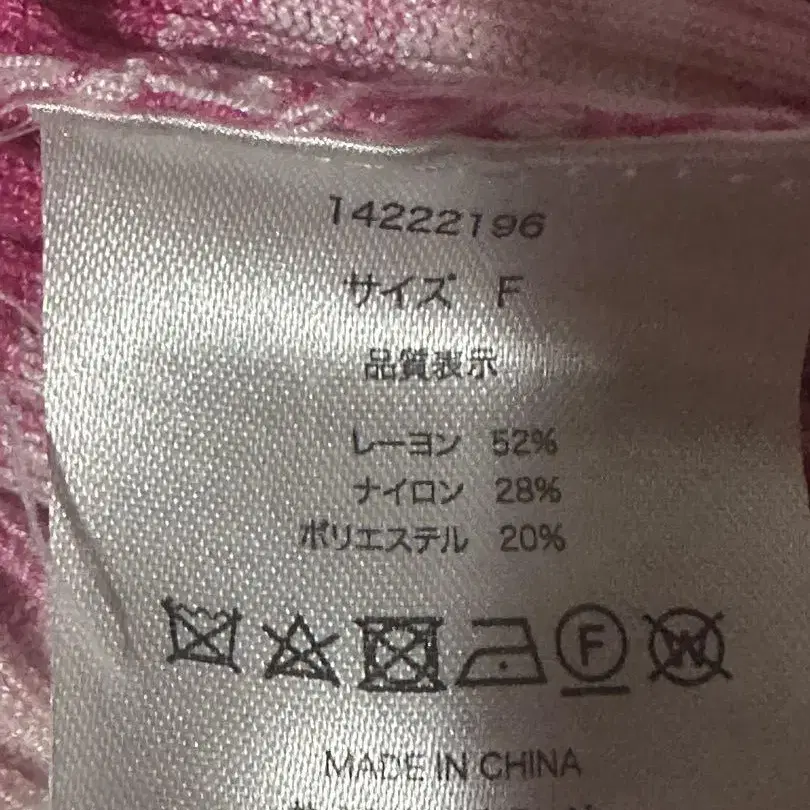 14222196
サイズ F
品質表示
レーヨン 52%
ナイロン 28%
ポリエステル 20%
F W
MADE IN CHINA